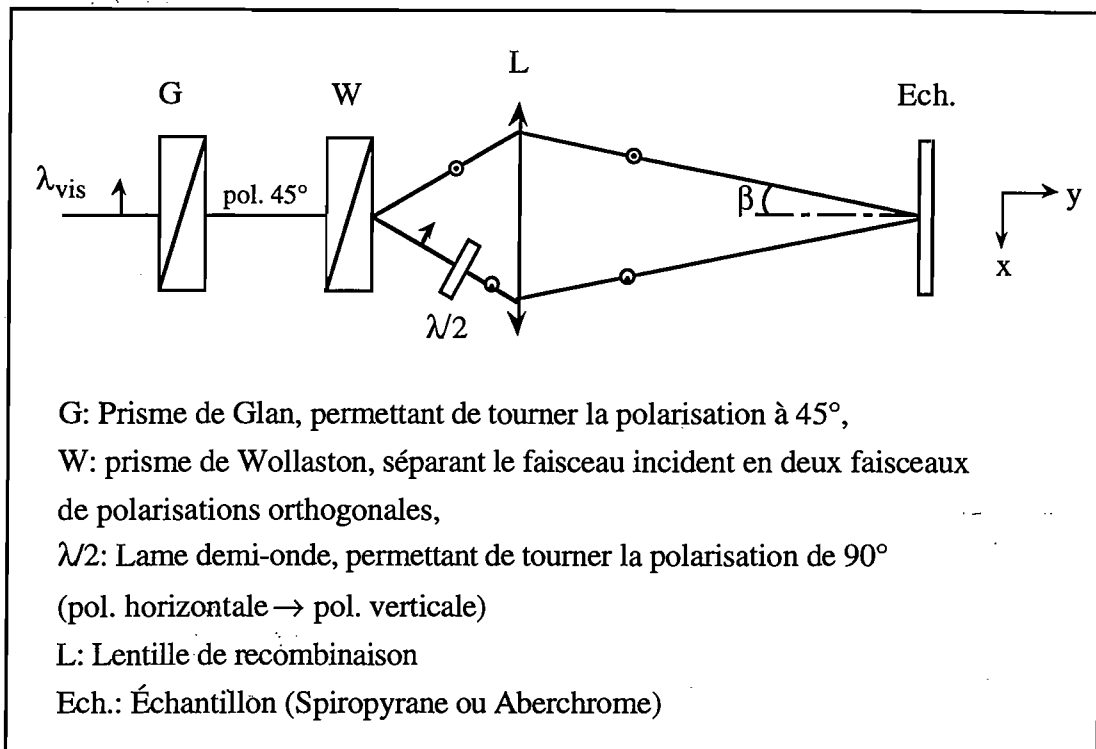 L
G
W
Ech.
λvis
pol. 45°
β
y
x
λ/2
G: Prisme de Glan, permettant de tourner la polarisation à 45°,
W: prisme de Wollaston, séparant le faisceau incident en deux faisceaux
de polarisations orthogonales,
λ/2: Lame demi-onde, permettant de tourner la polarisation de 90°
(pol. horizontale → pol. verticale)
L: Lentille de recombinaison
Ech.: Échantillon (Spiropyrane ou Aberchrome)